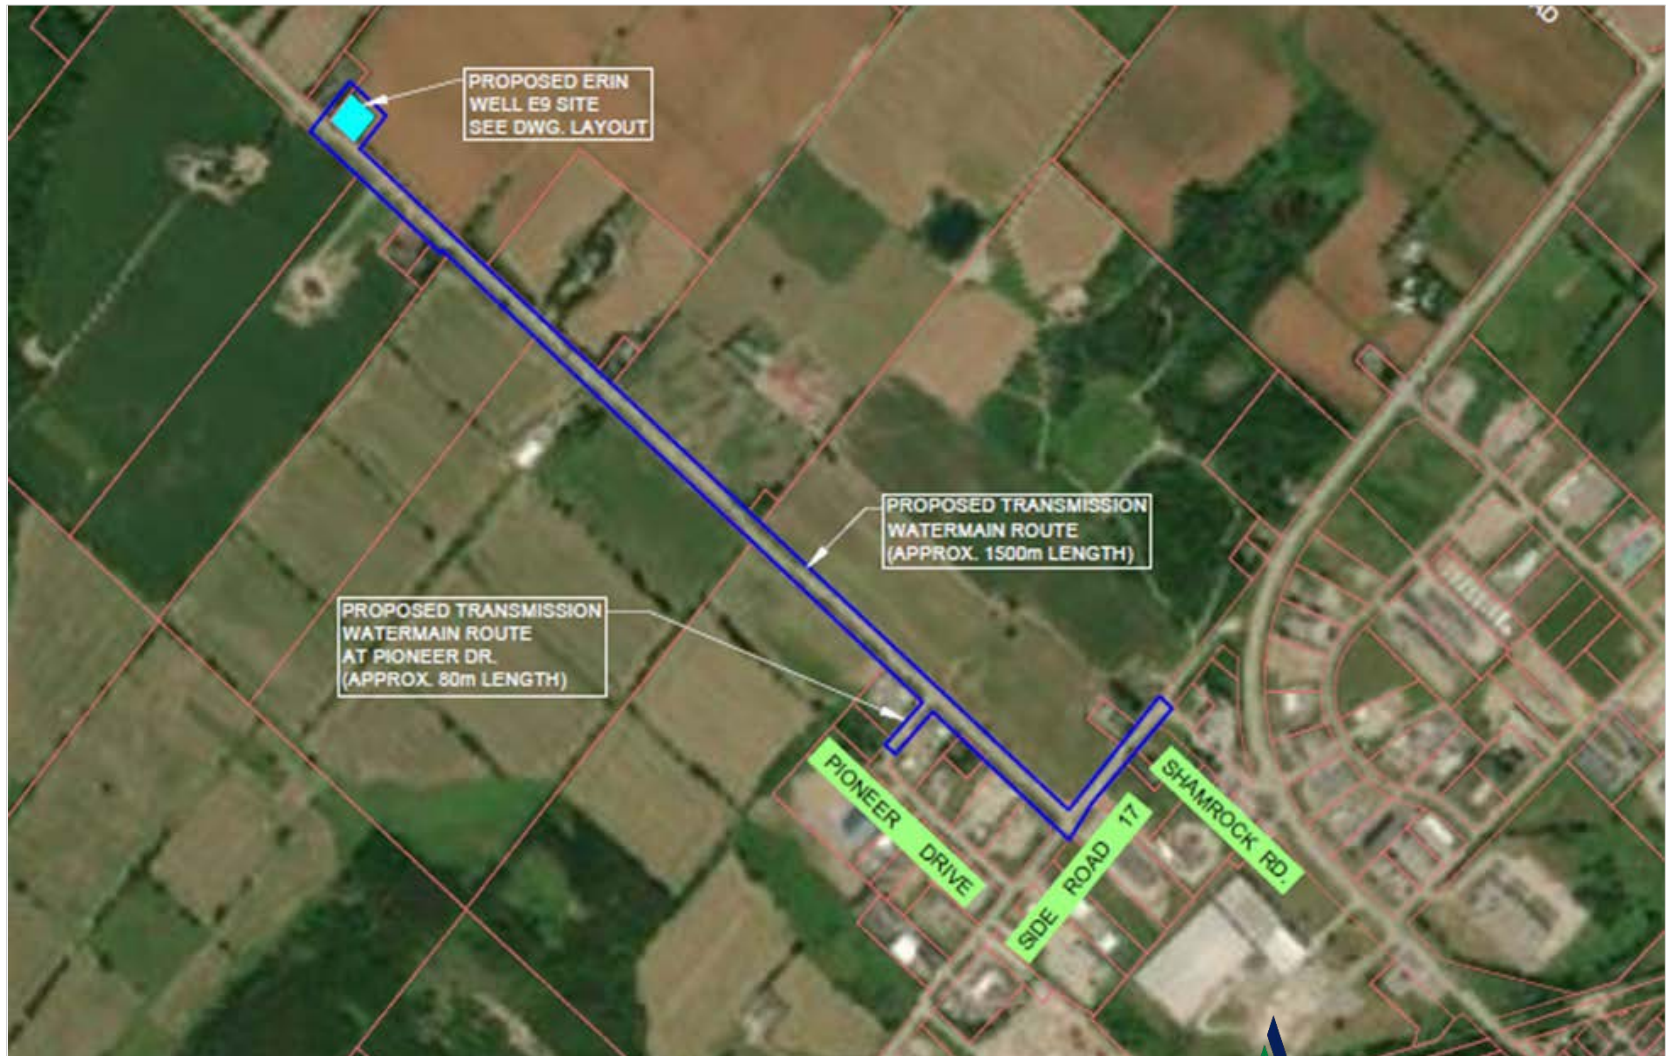 PROPOSED ERIN
WELL E9 SITE
SEE DWG. LAYOUT
PROPOSED TRANSMISSION
WATERMAIN ROUTE
(APPROX. 1500m LENGTH)
PROPOSED TRANSMISSION
WATERMAIN ROUTE
AT PIONEER DR.
(APPROX. 80m LENGTH)
PIONEER DRIVE
SIDE ROAD 17
SHAMROCK RD.